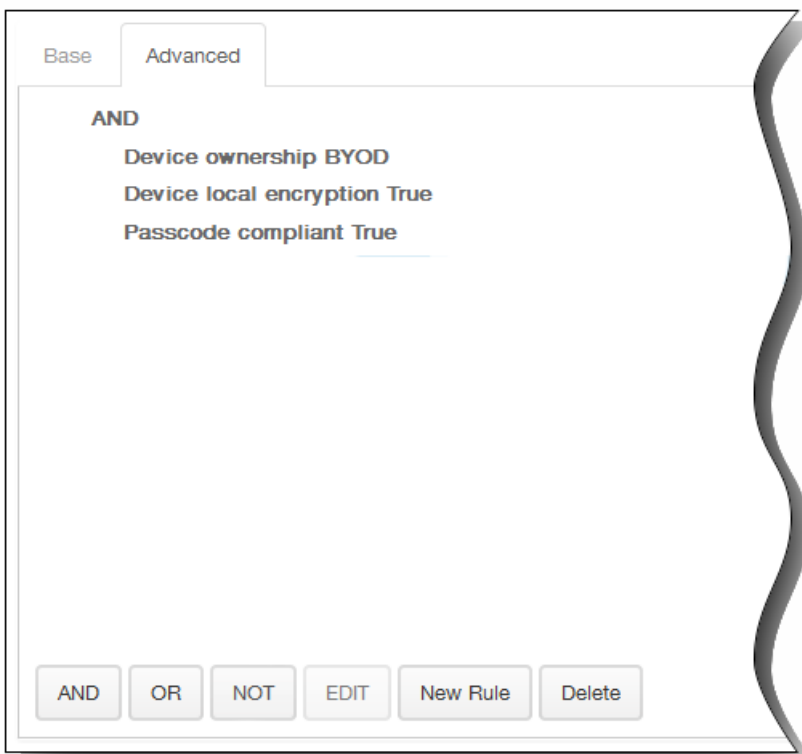 Base Advanced
AND
Device ownership BYOD
Device local encryption True
Passcode compliant True
AND OR NOT EDIT New Rule Delete